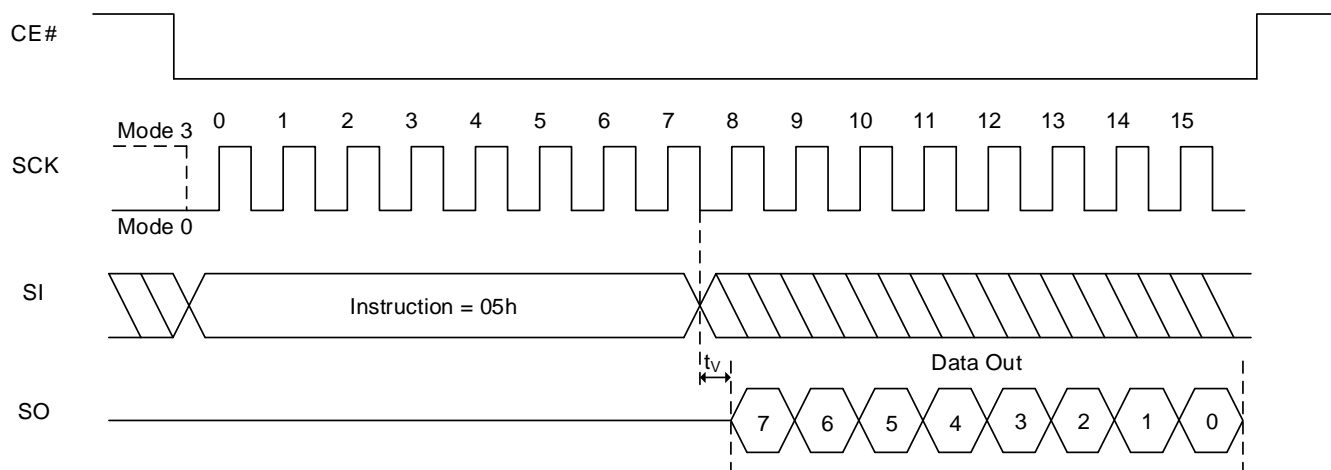 CE#
0 1 2 3 4 5 6 7 8 9 10 11 12 13 14 15
Mode 3
SCK
Mode 0
SI
Instruction = 05h
tV
Data Out
SO
7 6 5 4 3 2 1 0